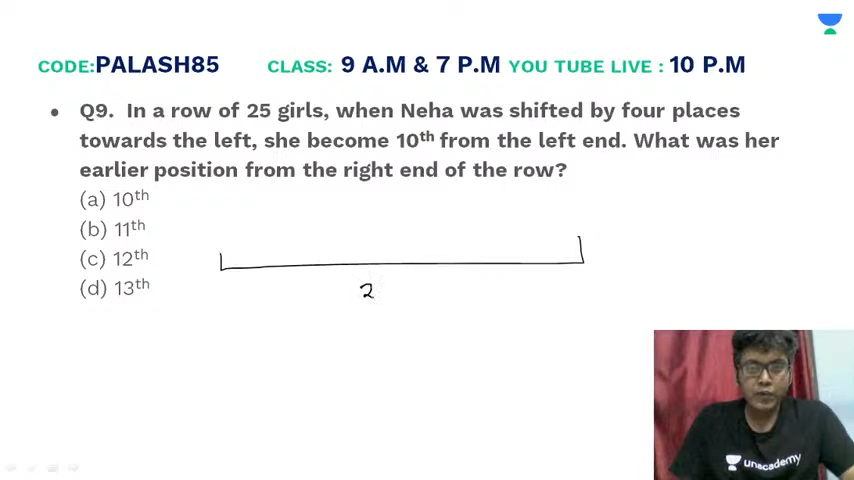 CODE:PALASH85 CLASS: 9 A.M & 7 P.M YOU TUBE LIVE : 10 P.M
• Q9. In a row of 25 girls, when Neha was shifted by four places
towards the left, she become 10th from the left end. What was her
earlier position from the right end of the row?
(a) 10th
(b) 11th
(c) 12th
(d) 13th
2
unacademy